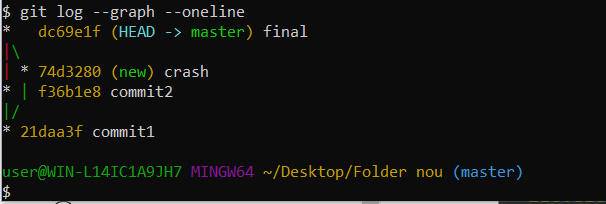 $ git log --graph --oneline
*   dc69e1f (HEAD -> master) final
|\
| * 74d3280 (new) crash
* | f36b1e8 commit2
|/
* 21daa3f commit1
user@WIN-L14IC1A9JH7 MINGW64 ~/Desktop/Folder nou (master)
$